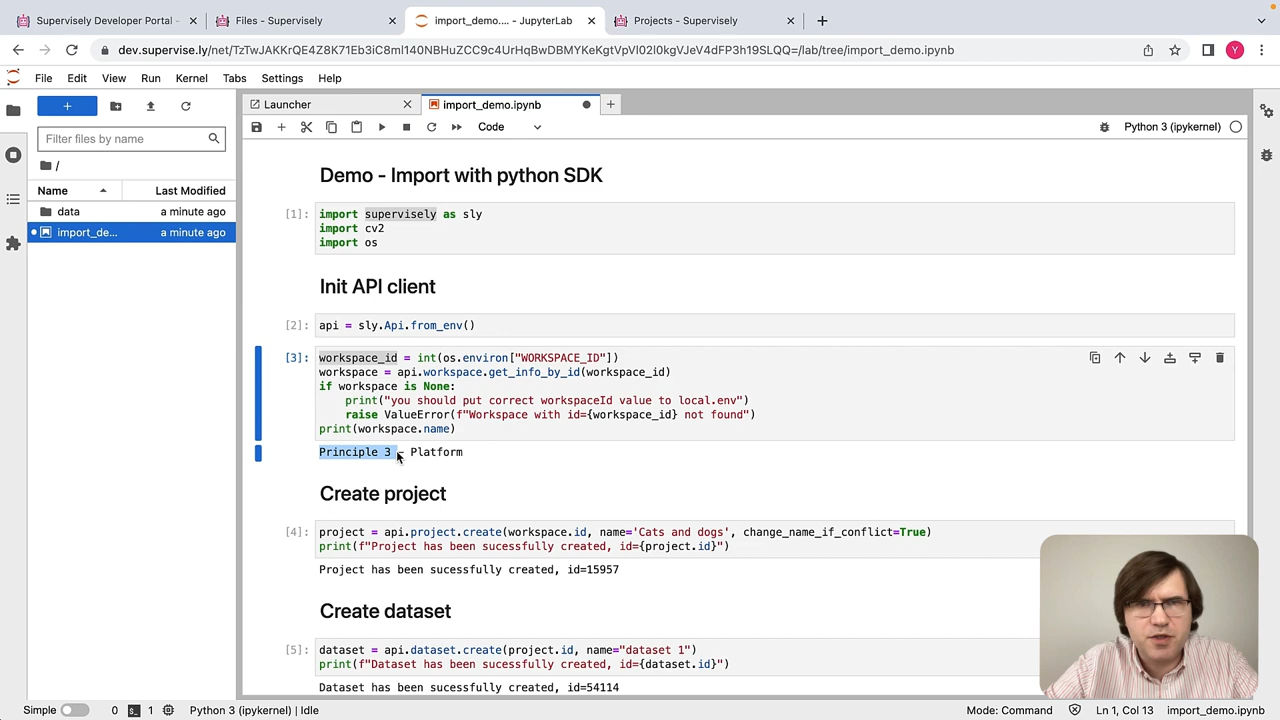 Supervisely Developer Portal -
Files - Supervisely
import_demo.... - JupyterLab
Projects - Supervisely
dev.supervise.ly/net/TzTwJAKKrQE4Z8K71Eb3iC8ml140NBHuZCC9c4UrHqBwDBMYKeKgtVpVl02l0kgVJeV4dFP3h19SLQQ=/lab/tree/import_demo.ipynb
Y
File Edit View Run Kernel Tabs Settings Help
Launcher
import_demo.ipynb
Filter files by name
Code
Python 3 (ipykernel)
/
Name Last Modified
data a minute ago
import_de... a minute ago
Demo - Import with python SDK
[1]: import supervisely as sly
import cv2
import os
Init API client
[2]: api = sly.Api.from_env()
[3]: workspace_id = int(os.environ["WORKSPACE_ID"])
workspace = api.workspace.get_info_by_id(workspace_id)
if workspace is None:
print("you should put correct workspaceId value to local.env")
raise ValueError(f"Workspace with id={workspace_id} not found")
print(workspace.name)
Principle 3 - Platform
Create project
[4]: project = api.project.create(workspace.id, name='Cats and dogs', change_name_if_conflict=True)
print(f"Project has been sucessfully created, id={project.id}")
Project has been sucessfully created, id=15957
Create dataset
[5]: dataset = api.dataset.create(project.id, name="dataset 1")
print(f"Dataset has been sucessfully created, id={dataset.id}")
Dataset has been sucessfully created, id=54114
Simple 0 1 Python 3 (ipykernel) | Idle
Mode: Command Ln 1, Col 13 import_demo.ipynb